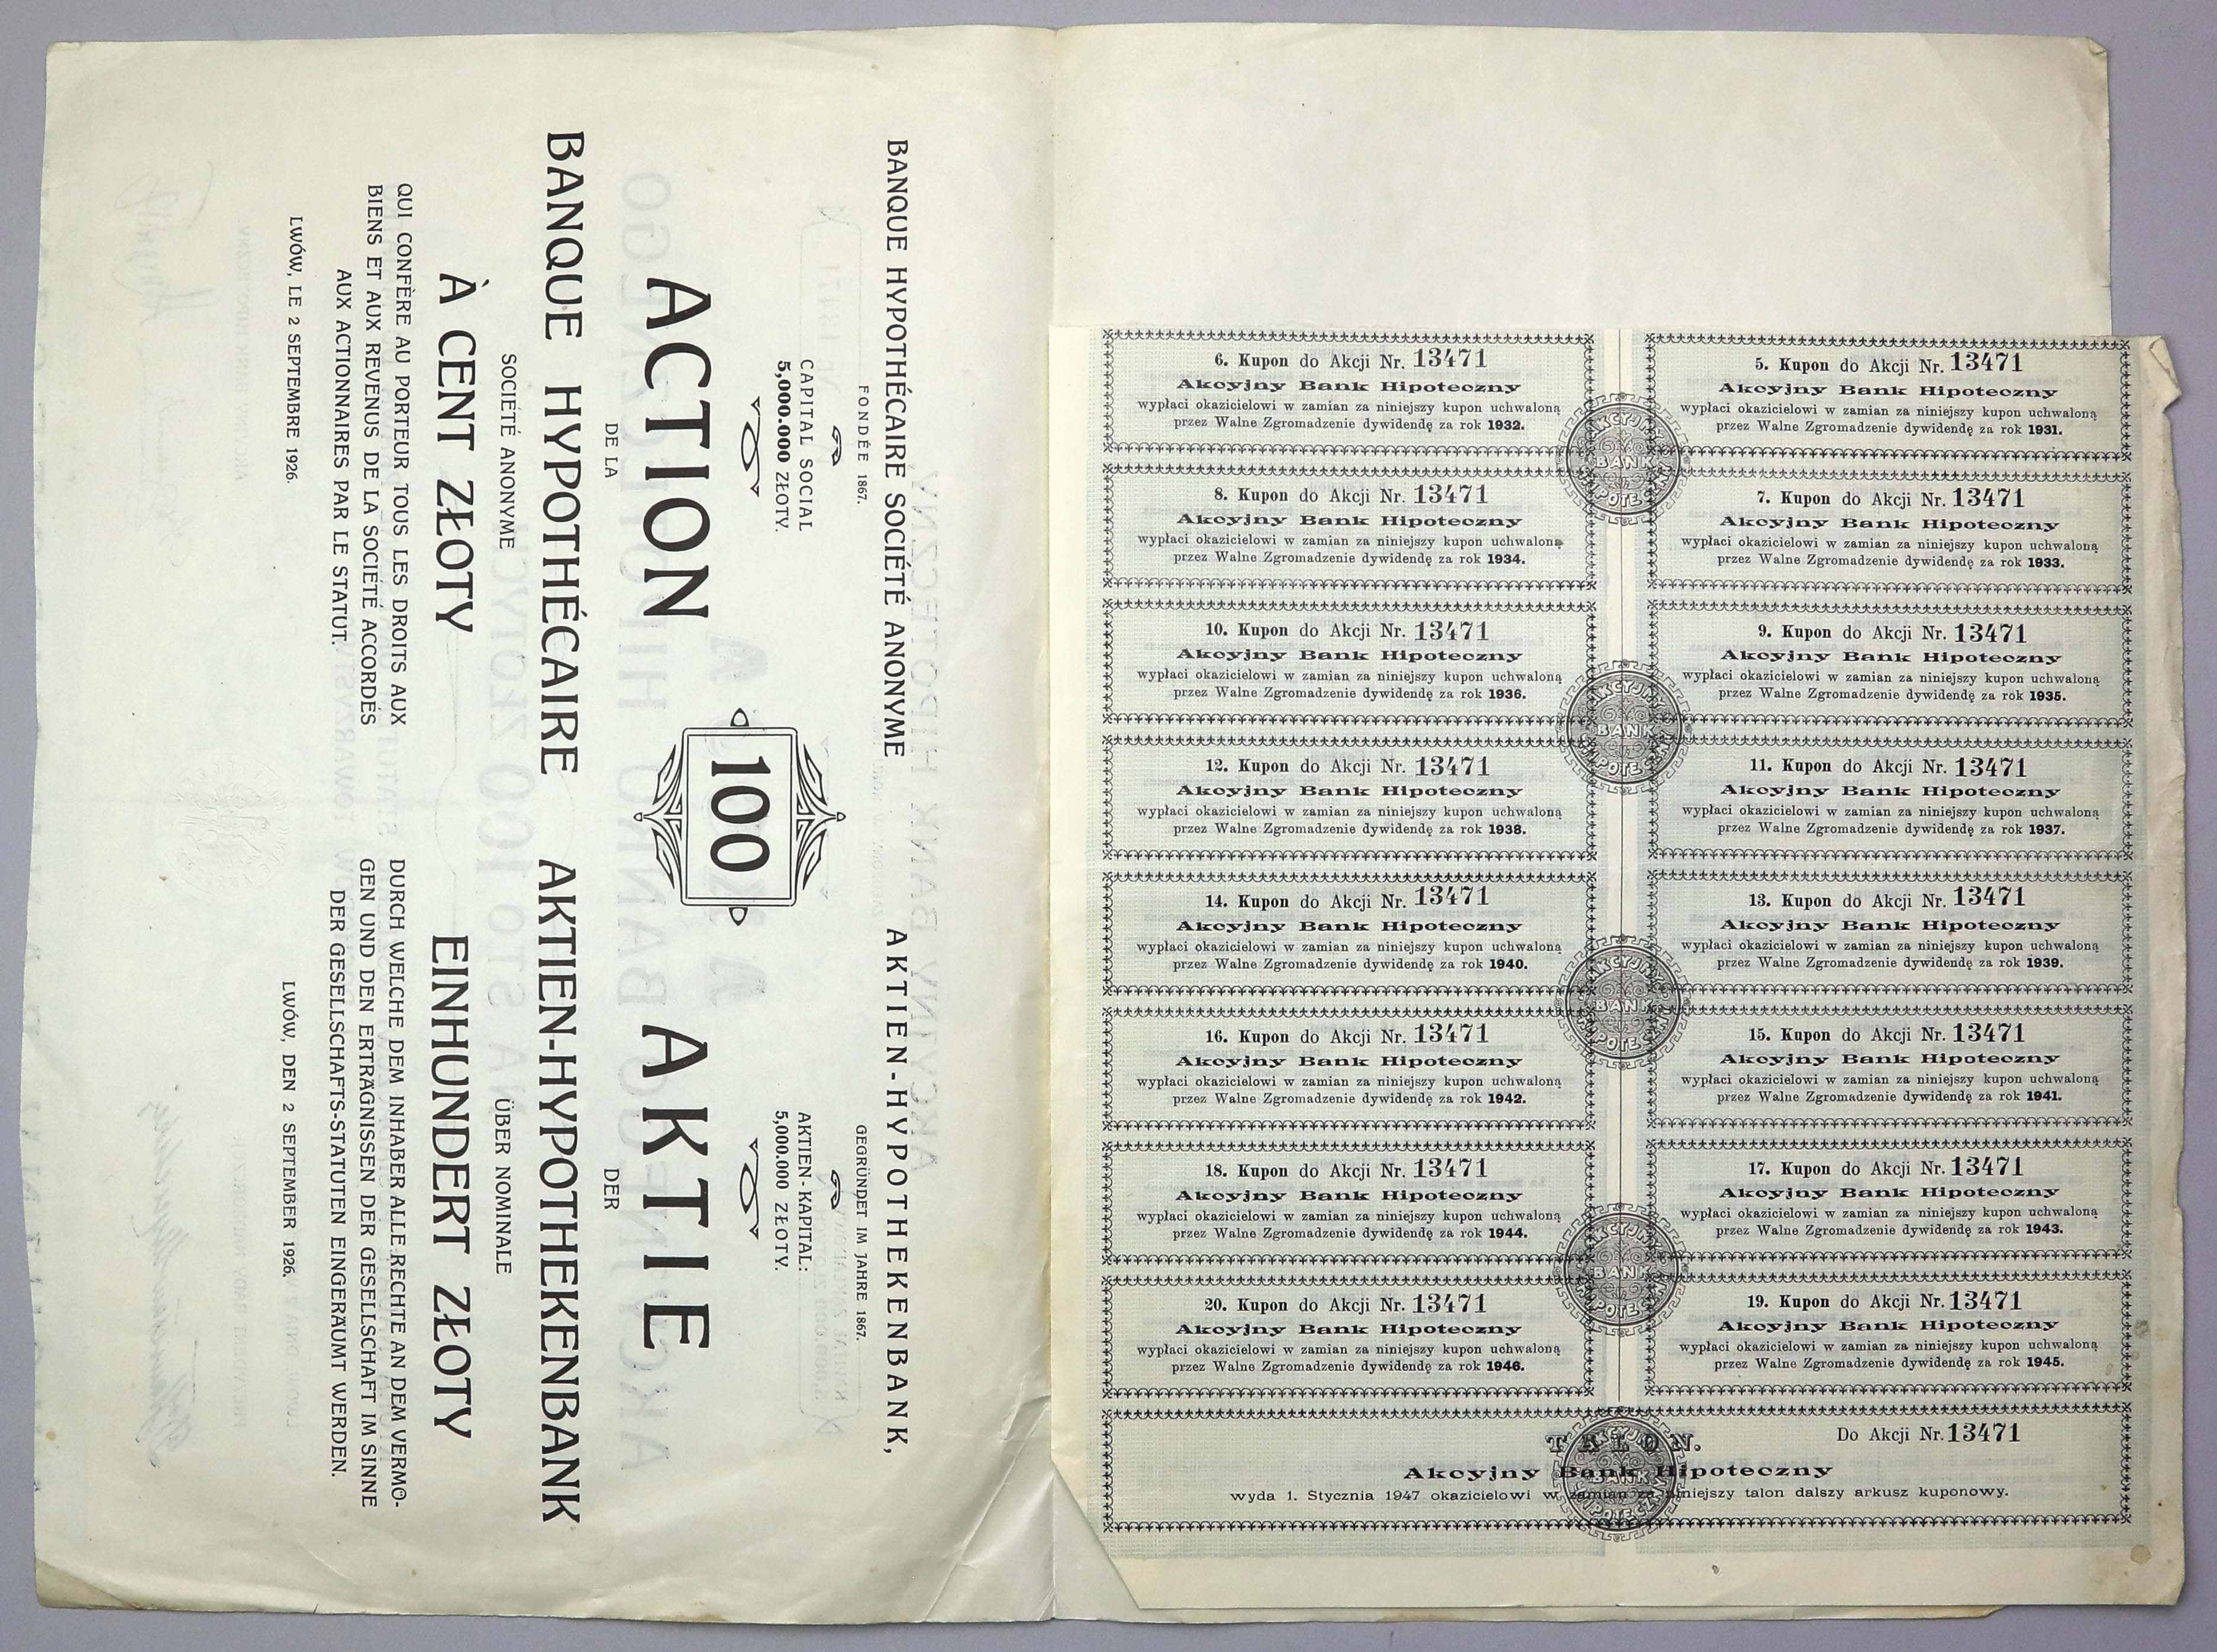 BANQUE HYPOTHÉCAIRE SOCIÉTÉ ANONYME
FONDÉE 1867.
CAPITAL SOCIAL
5,000.000 ZŁOTY.
ACTION
DE LA
BANQUE HYPOTHÉCAIRE
SOCIÉTÉ ANONYME
À CENT ZŁOTY
QUI CONFÈRE AU PORTEUR TOUS LES DROITS AUX
BIENS ET AUX REVENUS DE LA SOCIÉTÉ ACCORDÉS
AUX ACTIONNAIRES PAR LE STATUT.
LWÓW, LE 2 SEPTEMBRE 1926.
100
AKTIEN-HYPOTHEKENBANK,
GEGRÜNDET IM JAHRE 1867.
AKTIEN-KAPITAL:
5,000.000 ZŁOTY.
AKTIE
DER
AKTIEN-HYPOTHEKENBANK
ÜBER NOMINALE
EINHUNDERT ZŁOTY
DURCH WELCHE DEM INHABER ALLE RECHTE AN DEM VERMO-
GEN UND DEN ERTRÄGNISSEN DER GESELLSCHAFT IM SINNE
DER GESELLSCHAFTS-STATUTEN EINGERÄUMT WERDEN.
LWÓW, DEN 2 SEPTEMBER 1926.
6. Kupon do Akcji Nr. 13471
Akcyjny Bank Hipoteczny
wypłaci okazicielowi w zamian za niniejszy kupon uchwaloną
przez Walne Zgromadzenie dywidendę za rok 1932.
5. Kupon do Akcji Nr. 13471
Akcyjny Bank Hipoteczny
wypłaci okazicielowi w zamian za niniejszy kupon uchwaloną
przez Walne Zgromadzenie dywidendę za rok 1931.
8. Kupon do Akcji Nr. 13471
Akcyjny Bank Hipoteczny
wypłaci okazicielowi w zamian za niniejszy kupon uchwaloną
przez Walne Zgromadzenie dywidendę za rok 1934.
7. Kupon do Akcji Nr. 13471
Akcyjny Bank Hipoteczny
wypłaci okazicielowi w zamian za niniejszy kupon uchwaloną
przez Walne Zgromadzenie dywidendę za rok 1933.
10. Kupon do Akcji Nr. 13471
Akcyjny Bank Hipoteczny
wypłaci okazicielowi w zamian za niniejszy kupon uchwaloną
przez Walne Zgromadzenie dywidendę za rok 1936.
9. Kupon do Akcji Nr. 13471
Akcyjny Bank Hipoteczny
wypłaci okazicielowi w zamian za niniejszy kupon uchwaloną
przez Walne Zgromadzenie dywidendę za rok 1935.
12. Kupon do Akcji Nr. 13471
Akcyjny Bank Hipoteczny
wypłaci okazicielowi w zamian za niniejszy kupon uchwaloną
przez Walne Zgromadzenie dywidendę za rok 1938.
11. Kupon do Akcji Nr. 13471
Akcyjny Bank Hipoteczny
wypłaci okazicielowi w zamian za niniejszy kupon uchwaloną
przez Walne Zgromadzenie dywidendę za rok 1937.
14. Kupon do Akcji Nr. 13471
Akcyjny Bank Hipoteczny
wypłaci okazicielowi w zamian za niniejszy kupon uchwaloną
przez Walne Zgromadzenie dywidendę za rok 1940.
13. Kupon do Akcji Nr. 13471
Akcyjny Bank Hipoteczny
wypłaci okazicielowi w zamian za niniejszy kupon uchwaloną
przez Walne Zgromadzenie dywidendę za rok 1939.
16. Kupon do Akcji Nr. 13471
Akcyjny Bank Hipoteczny
wypłaci okazicielowi w zamian za niniejszy kupon uchwaloną
przez Walne Zgromadzenie dywidendę za rok 1942.
15. Kupon do Akcji Nr. 13471
Akcyjny Bank Hipoteczny
wypłaci okazicielowi w zamian za niniejszy kupon uchwaloną
przez Walne Zgromadzenie dywidendę za rok 1941.
18. Kupon do Akcji Nr. 13471
Akcyjny Bank Hipoteczny
wypłaci okazicielowi w zamian za niniejszy kupon uchwaloną
przez Walne Zgromadzenie dywidendę za rok 1944.
17. Kupon do Akcji Nr. 13471
Akcyjny Bank Hipoteczny
wypłaci okazicielowi w zamian za niniejszy kupon uchwaloną
przez Walne Zgromadzenie dywidendę za rok 1943.
20. Kupon do Akcji Nr. 13471
Akcyjny Bank Hipoteczny
wypłaci okazicielowi w zamian za niniejszy kupon uchwaloną
przez Walne Zgromadzenie dywidendę za rok 1946.
19. Kupon do Akcji Nr. 13471
Akcyjny Bank Hipoteczny
wypłaci okazicielowi w zamian za niniejszy kupon uchwaloną
przez Walne Zgromadzenie dywidendę za rok 1945.
TALON.
Do Akcji Nr. 13471
Akcyjny Bank Hipoteczny
wyda 1. Stycznia 1947 okazicielowi w zamian za niniejszy talon dalszy arkusz kuponowy.